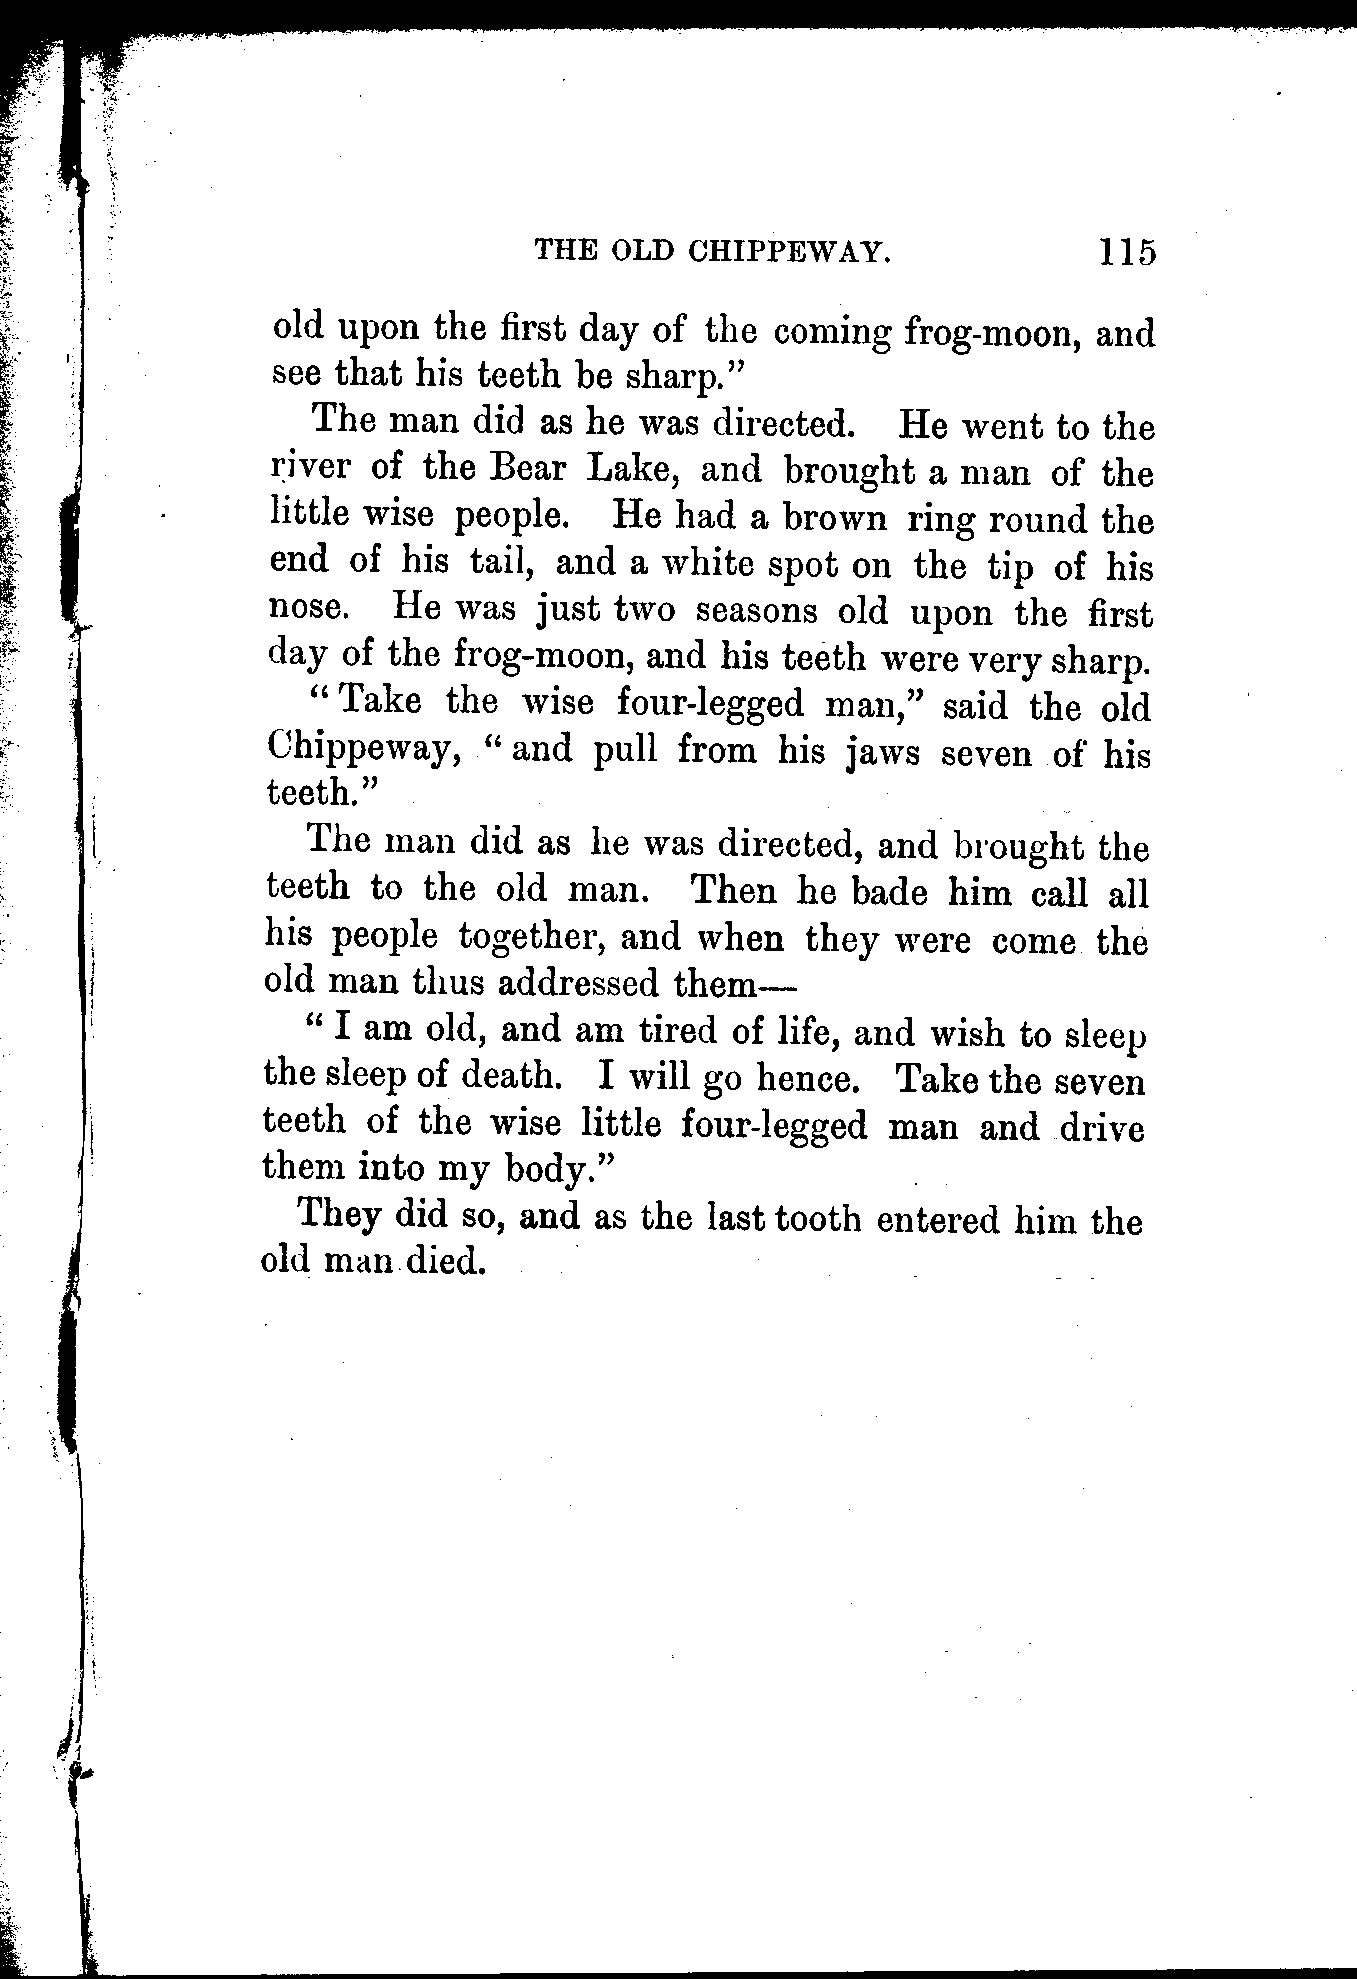 THE OLD CHIPPEWAY. 115
old upon the first day of the coming frog-moon, and
see that his teeth be sharp.”
The man did as he was directed. He went to the
river of the Bear Lake, and brought a man of the
little wise people. He had a brown ring round the
end of his tail, and a white spot on the tip of his
nose. He was just two seasons old upon the first
day of the frog-moon, and his teeth were very sharp.
“Take the wise four-legged man,” said the old
Chippeway, “and pull from his jaws seven of his
teeth.”
The man did as he was directed, and brought the
teeth to the old man. Then he bade him call all
his people together, and when they were come the
old man thus addressed them—
“I am old, and am tired of life, and wish to sleep
the sleep of death. I will go hence. Take the seven
teeth of the wise little four-legged man and drive
them into my body.”
They did so, and as the last tooth entered him the
old man died.